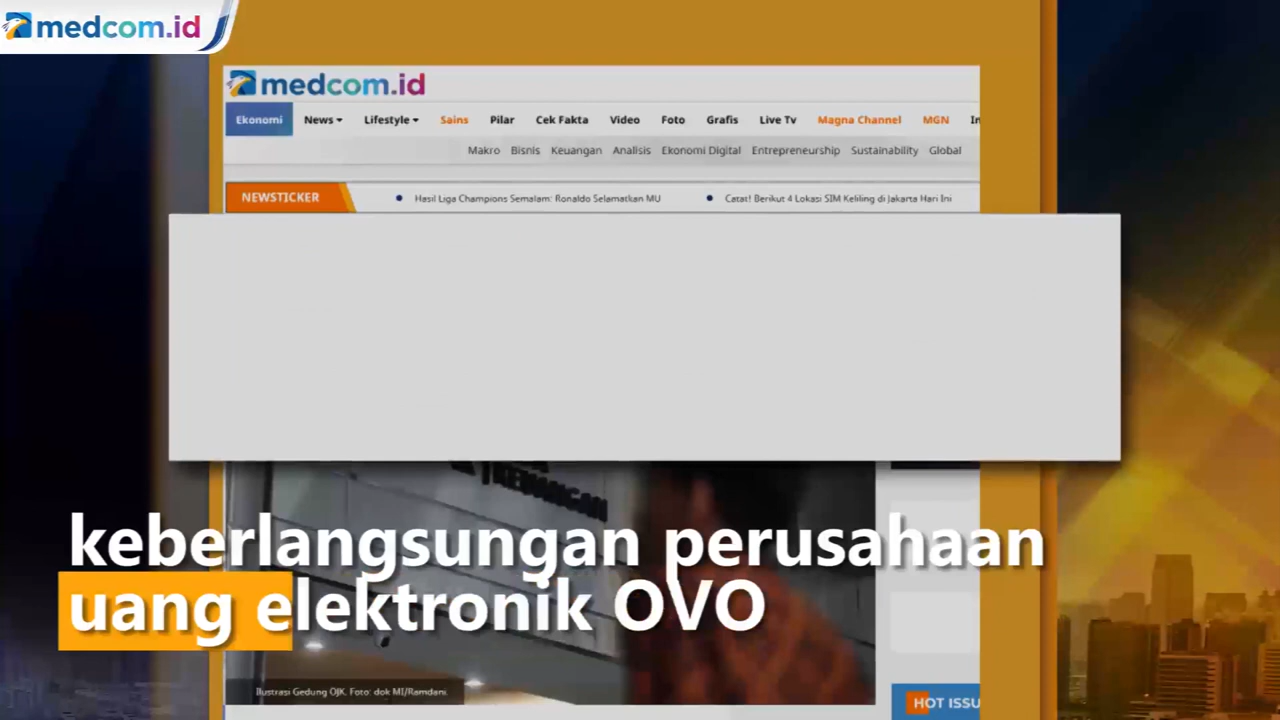 medcom.id
medcom.id
Ekonomi News Lifestyle Sains Pilar Cek Fakta Video Foto Grafis Live Tv Magna Channel MGN
Makro Bisnis Keuangan Analisis Ekonomi Digital Entrepreneurship Sustainability Global
NEWSTICKER • Hasil Liga Champions Semalam: Ronaldo Selamatkan MU • Catat! Berikut 4 Lokasi SIM Keliling di Jakarta Hari Ini
KEUANGAN
keberlangsungan perusahaan
uang elektronik OVO
Ilustrasi Gedung OJK. Foto: dok MI/Ramdani.
HOT ISSU